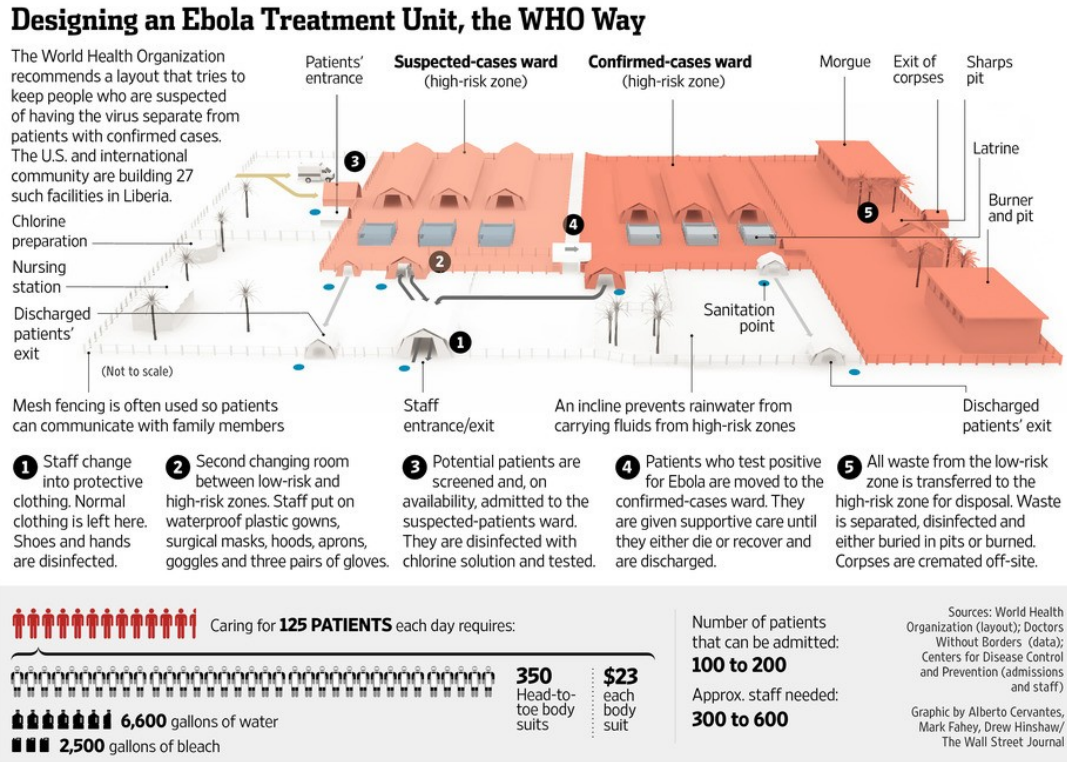 Designing an Ebola Treatment Unit, the WHO Way
The World Health Organization
recommends a layout that tries to
keep people who are suspected
of having the virus separate from
patients with confirmed cases.
The U.S. and international
community are building 27
such facilities in Liberia.
Patients'
entrance
Suspected-cases ward
(high-risk zone)
Confirmed-cases ward
(high-risk zone)
Morgue
Exit of
corpses
Sharps
pit
Latrine
Burner
and pit
Chlorine
preparation
Nursing
station
Discharged
patients'
exit
3
4
5
2
1
Sanitation
point
(Not to scale)
Mesh fencing is often used so patients
can communicate with family members
Staff
entrance/exit
An incline prevents rainwater from
carrying fluids from high-risk zones
Discharged
patients' exit
1 Staff change
into protective
clothing. Normal
clothing is left here.
Shoes and hands
are disinfected.
2 Second changing room
between low-risk and
high-risk zones. Staff put on
waterproof plastic gowns,
surgical masks, hoods, aprons,
goggles and three pairs of gloves.
3 Potential patients are
screened and, on
availability, admitted to the
suspected-patients ward.
They are disinfected with
chlorine solution and tested.
4 Patients who test positive
for Ebola are moved to the
confirmed-cases ward. They
are given supportive care until
they either die or recover and
are discharged.
5 All waste from the low-risk
zone is transferred to the
high-risk zone for disposal. Waste
is separated, disinfected and
either buried in pits or burned.
Corpses are cremated off-site.
Caring for 125 PATIENTS each day requires:
350
Head-to-
toe body
suits
$23
each
body
suit
6,600 gallons of water
2,500 gallons of bleach
Number of patients
that can be admitted:
100 to 200
Approx. staff needed:
300 to 600
Sources: World Health
Organization (layout); Doctors
Without Borders (data);
Centers for Disease Control
and Prevention (admissions
and staff)
Graphic by Alberto Cervantes,
Mark Fahey, Drew Hinshaw/
The Wall Street Journal